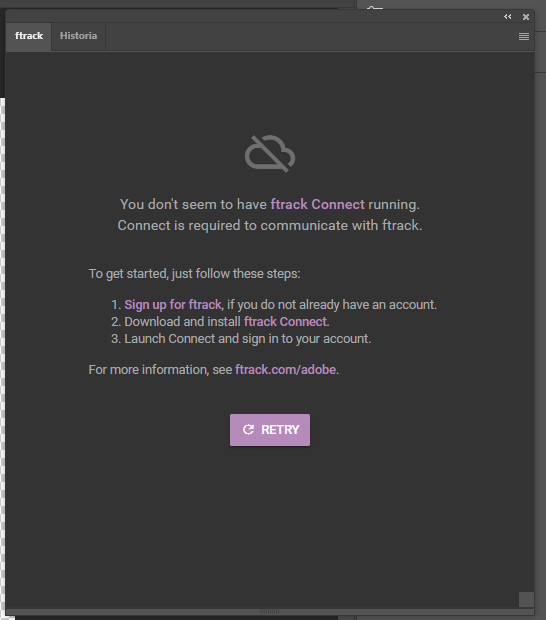 ftrack Historia
You don't seem to have ftrack Connect running.
Connect is required to communicate with ftrack.
To get started, just follow these steps:
1. Sign up for ftrack, if you do not already have an account.
2. Download and install ftrack Connect.
3. Launch Connect and sign in to your account.
For more information, see ftrack.com/adobe.
RETRY